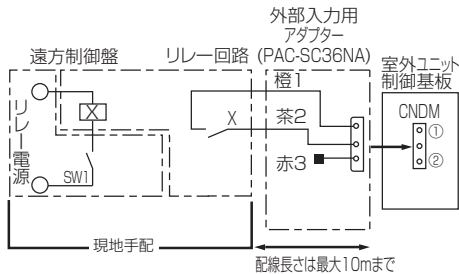 外部入力用
アダプター
(PAC-SC36NA)
遠方制御盤
リレー回路
室外ユニット
制御基板
橙1
X
茶2
X
CNDM
①
②
リレー電源
SW1
赤3
現地手配
配線長さは最大10mまで